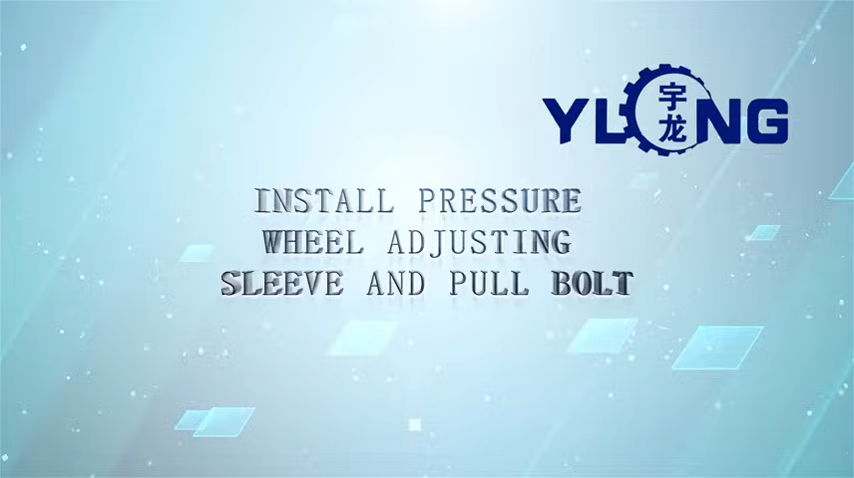 YL宇龙NG
INSTALL PRESSURE
WHEEL ADJUSTING
SLEEVE AND PULL BOLT